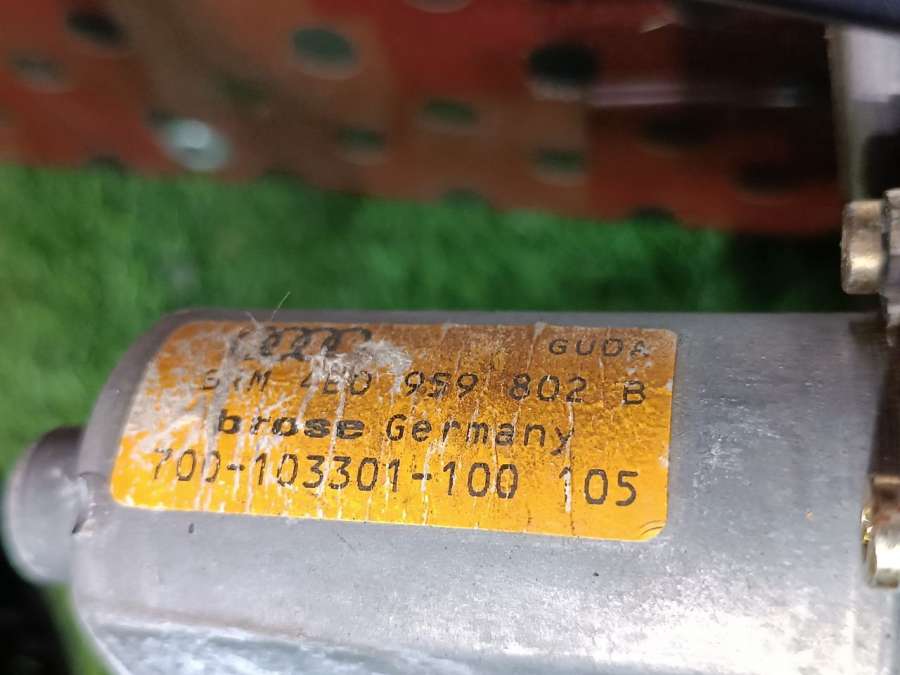 GUDA
4B0 959 802 B
brose Germany
700-103301-100 105